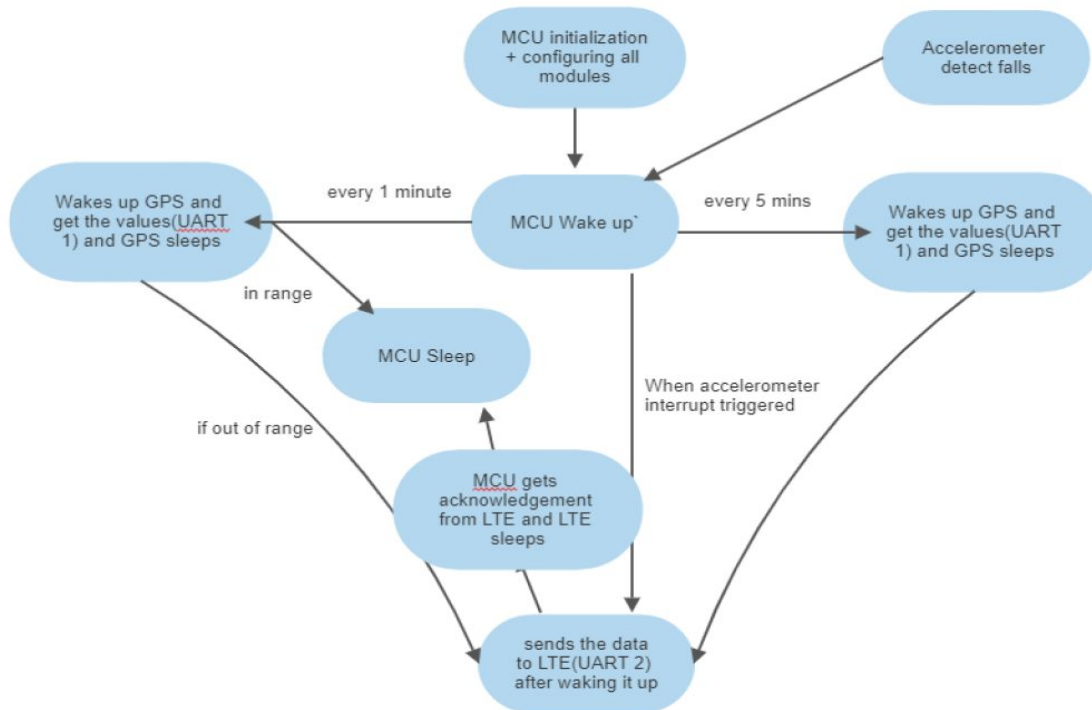 MCU initialization
+ configuring all
modules
Accelerometer
detect falls
Wakes up GPS and
get the values(UART
1) and GPS sleeps
every 1 minute
MCU Wake up`
every 5 mins
Wakes up GPS and
get the values(UART
1) and GPS sleeps
in range
MCU Sleep
When accelerometer
interrupt triggered
if out of range
MCU gets
acknowledgement
from LTE and LTE
sleeps
sends the data
to LTE(UART 2)
after waking it up